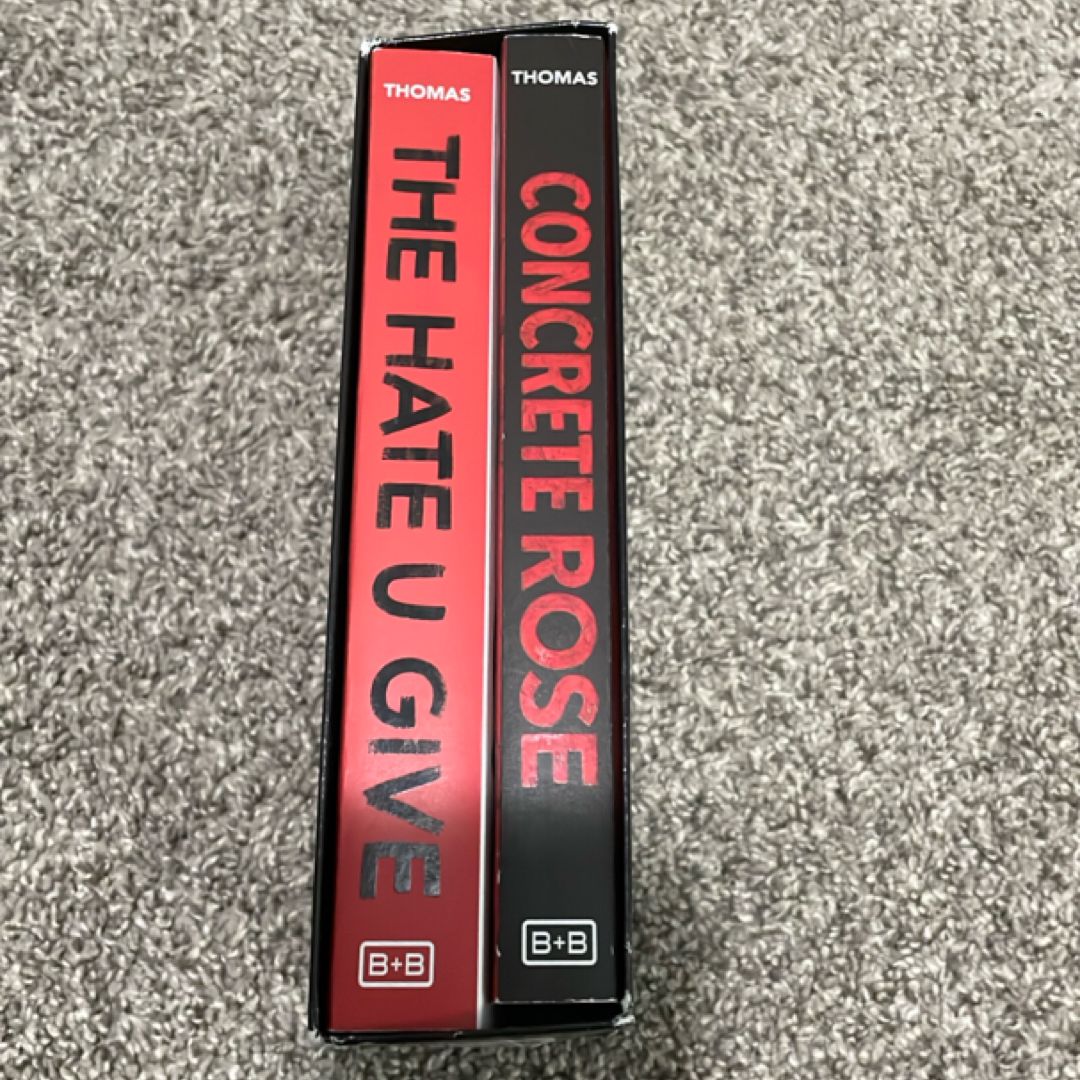 THOMAS
THE HATE U GIVE
B+B
THOMAS
CONCRETE ROSE
B+B